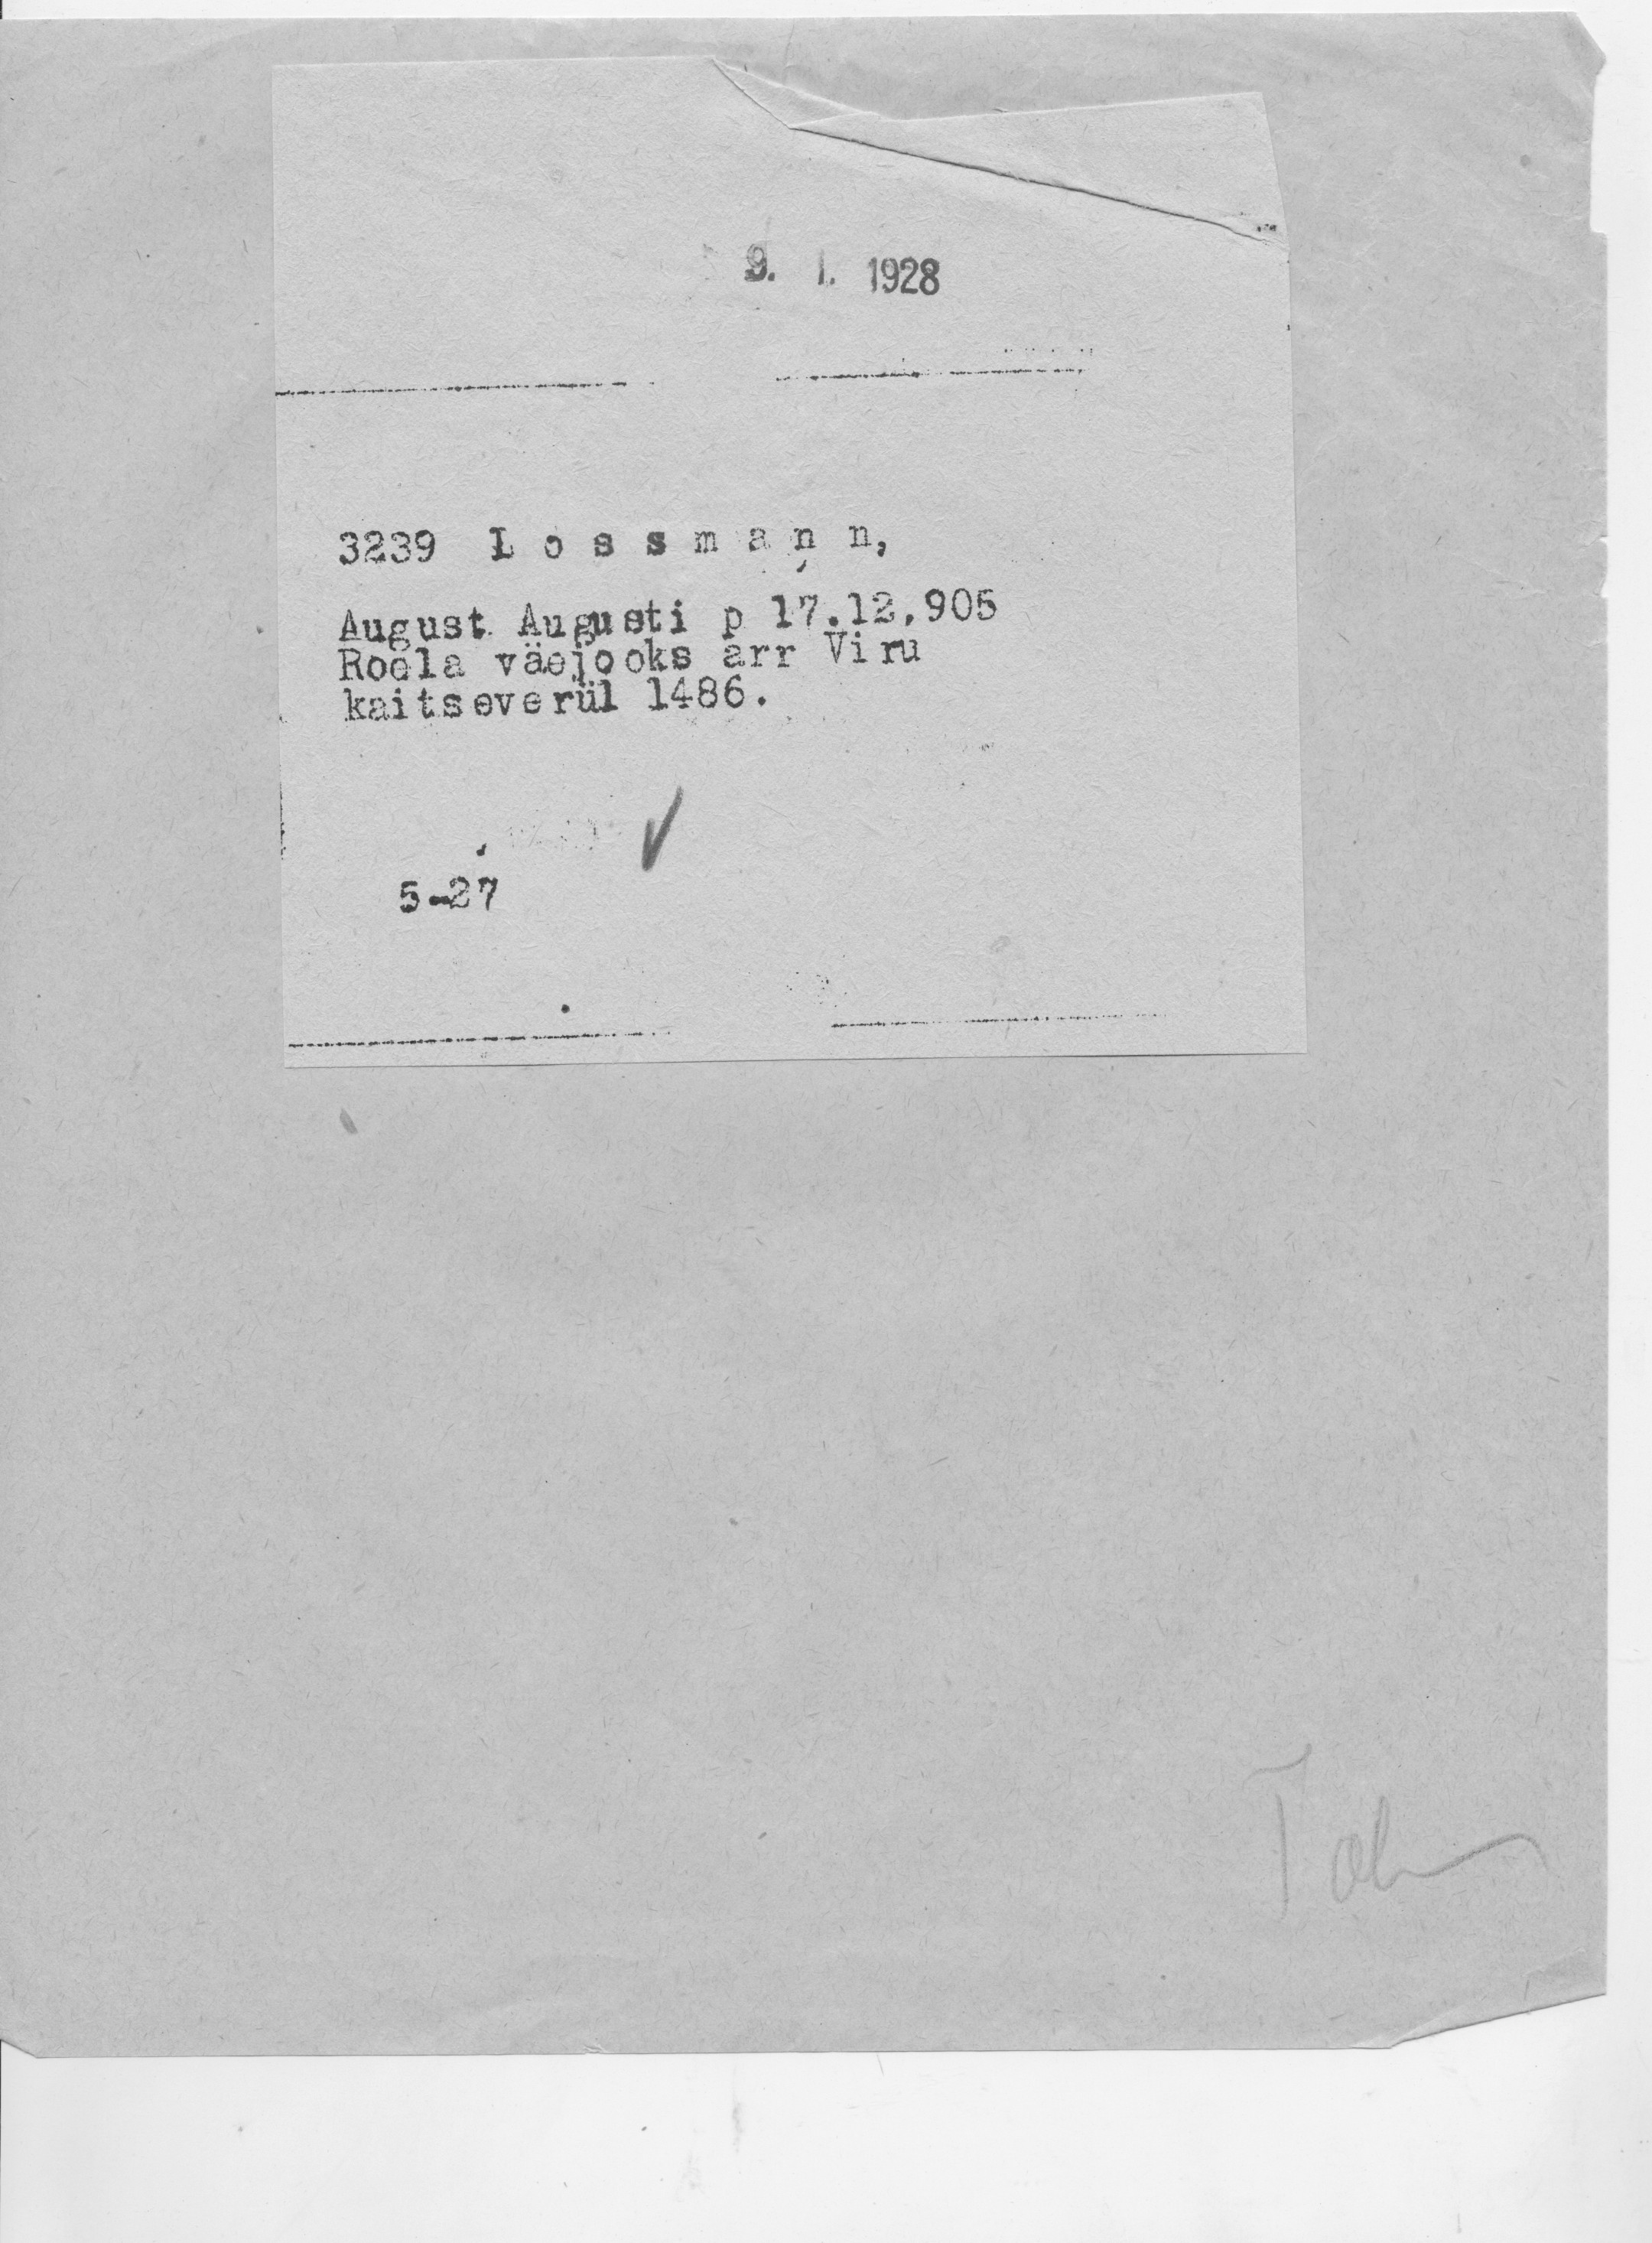 9. I. 1928
3239 L o s s m a n n,
August Augusti p 17.12.905
Roela väejooks arr Viru
kaitseverül 1486.
5-27